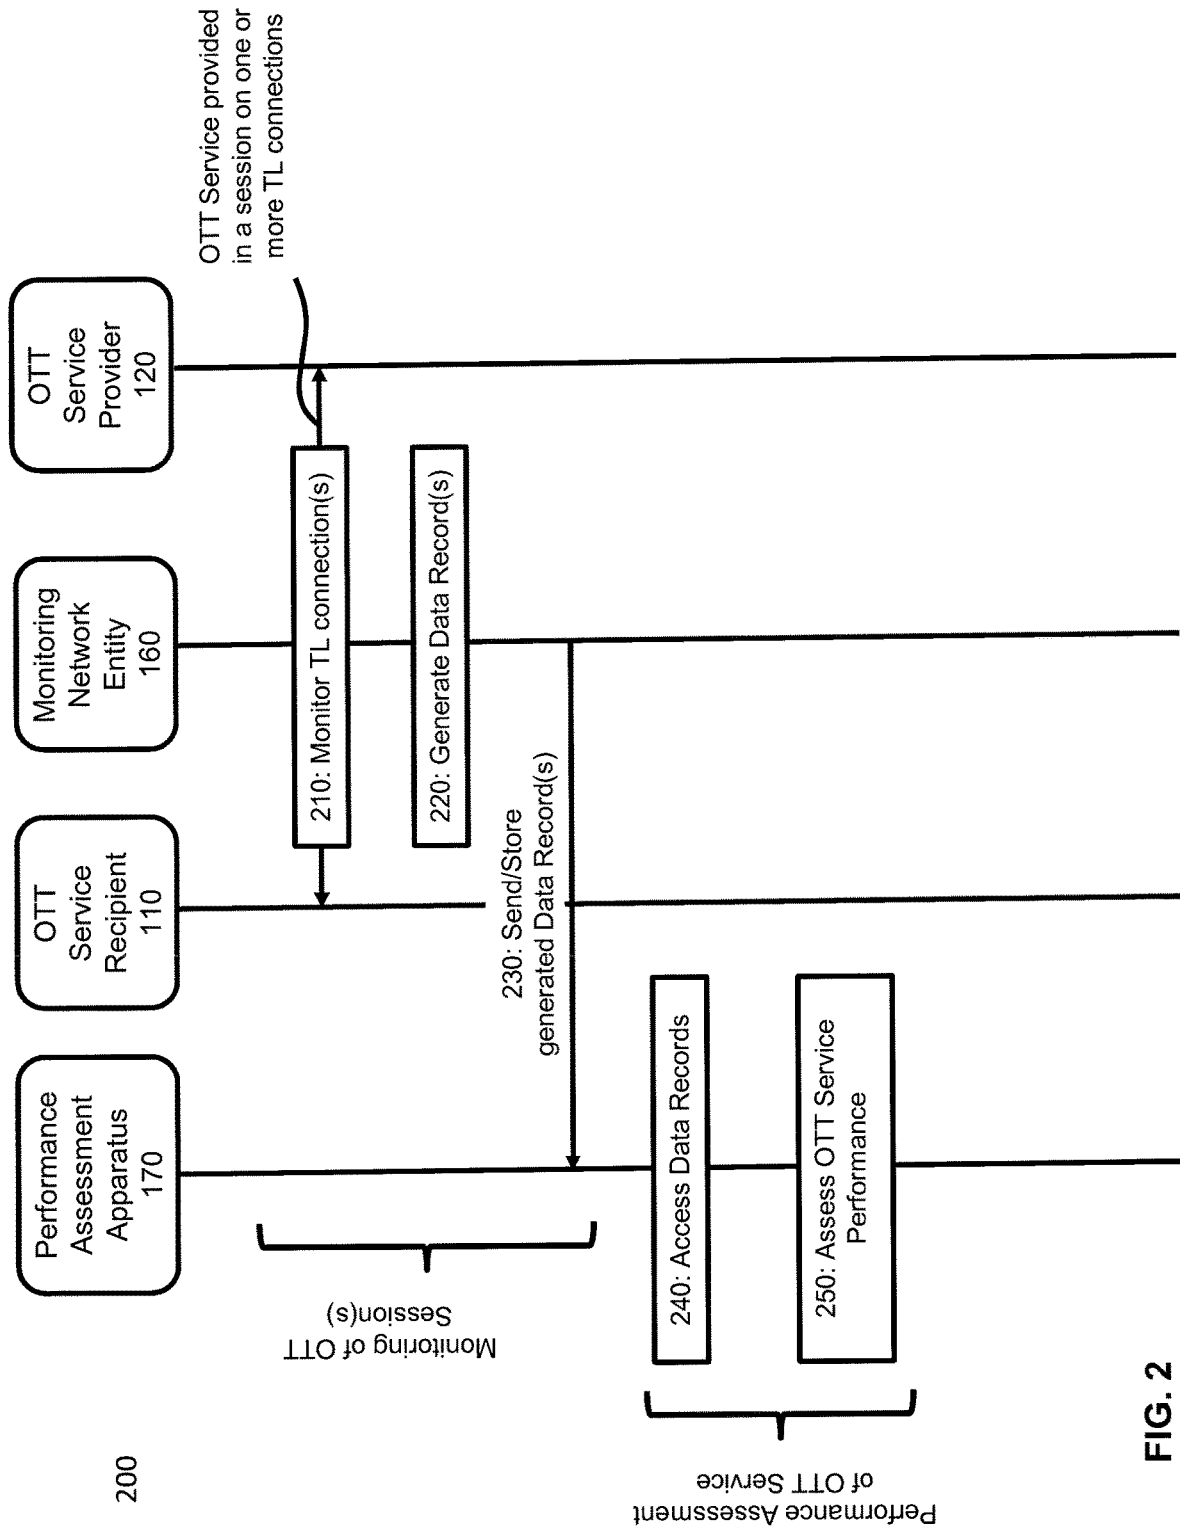 200
Performance
Assessment
Apparatus
170
OTT
Service
Recipient
110
Monitoring
Network
Entity
160
OTT
Service
Provider
120
OTT Service provided
in a session on one or
more TL connections
210: Monitor TL connection(s)
220: Generate Data Record(s)
230: Send/Store
generated Data Record(s)
Monitoring of OTT
Session(s)
240: Access Data Records
250: Assess OTT Service
Performance
Performance Assessment
of OTT Service
FIG. 2